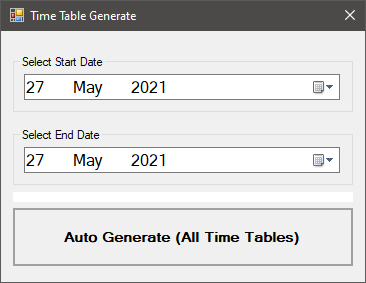 Time Table Generate
Select Start Date
27 May 2021
Select End Date
27 May 2021
Auto Generate (All Time Tables)